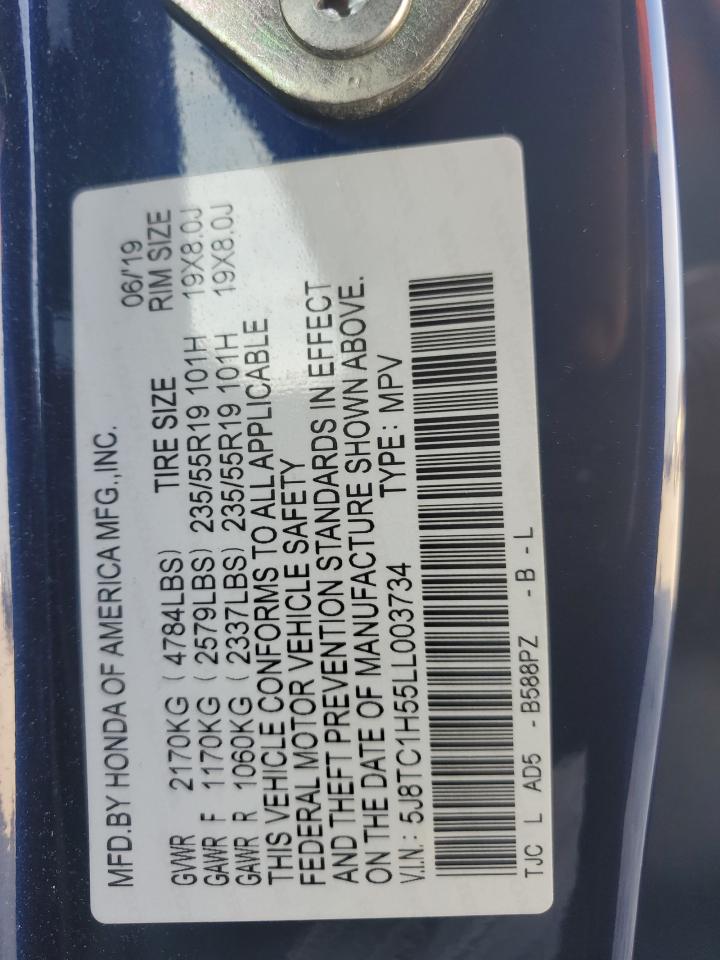 MFD.BY HONDA OF AMERICA MFG.,INC. 06/'19
GVWR 2170KG (4784LBS) TIRE SIZE RIM SIZE
GAWR F 1170KG (2579LBS) 235/55R19 101H 19X8.0J
GAWR R 1060KG (2337LBS) 235/55R19 101H 19X8.0J
THIS VEHICLE CONFORMS TO ALL APPLICABLE
FEDERAL MOTOR VEHICLE SAFETY
AND THEFT PREVENTION STANDARDS IN EFFECT
ON THE DATE OF MANUFACTURE SHOWN ABOVE.
V.I.N.: 5J8TC1H55LL003734 TYPE: MPV
TJC L AD5 -B588PZ -B-L